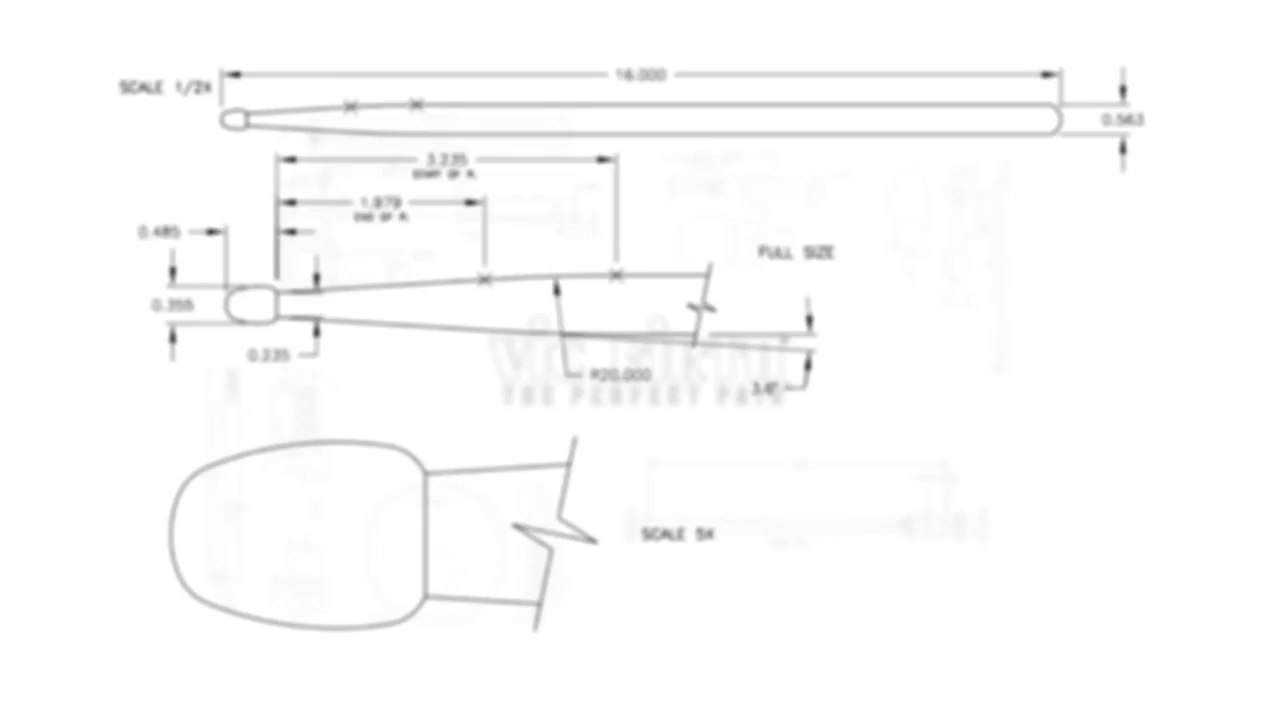 16.000
SCALE 1/2X
0.563
3.235
START OF R.
1.979
END OF R.
0.485
FULL SIZE
0.355
0.235
R20.000
THE PERFECT PAIR
SCALE 5X